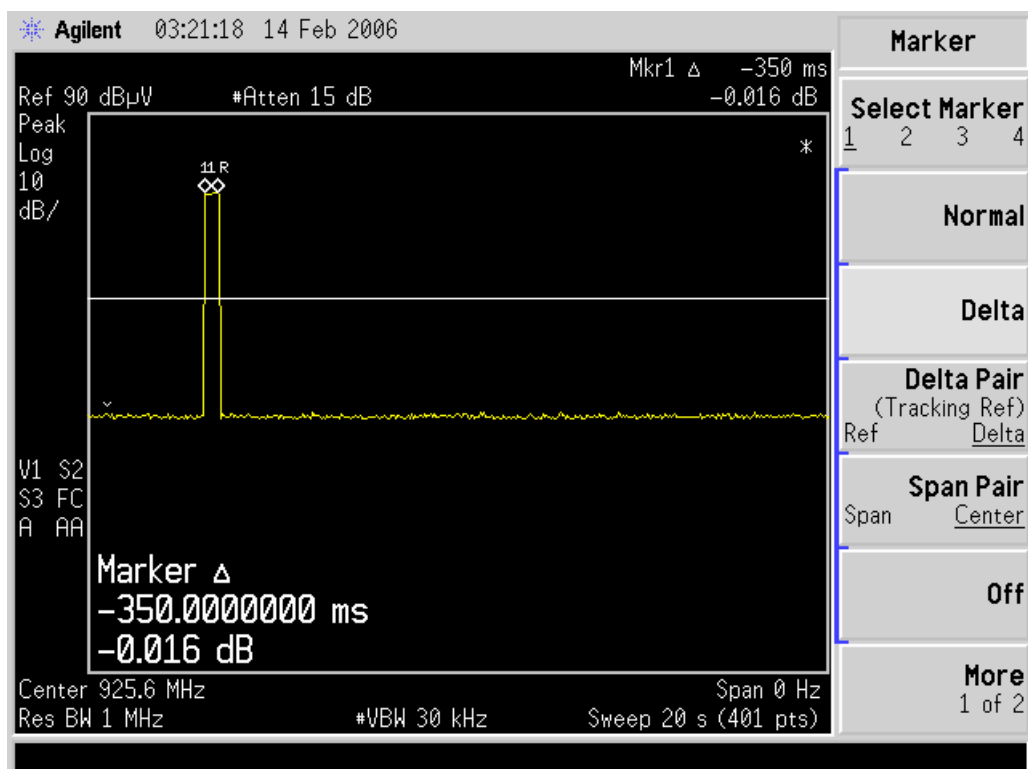 Agilent 03:21:18 14 Feb 2006
Mkr1 Δ -350 ms
Ref 90 dBµV #Atten 15 dB -0.016 dB
Peak
Log
10
dB/
11 R
*
V1 S2
S3 FC
A AA
Marker Δ
-350.0000000 ms
-0.016 dB
Center 925.6 MHz Span 0 Hz
Res BW 1 MHz #VBW 30 kHz Sweep 20 s (401 pts)
Marker
Select Marker
1 2 3 4
Normal
Delta
Delta Pair
(Tracking Ref)
Ref Delta
Span Pair
Span Center
Off
More
1 of 2